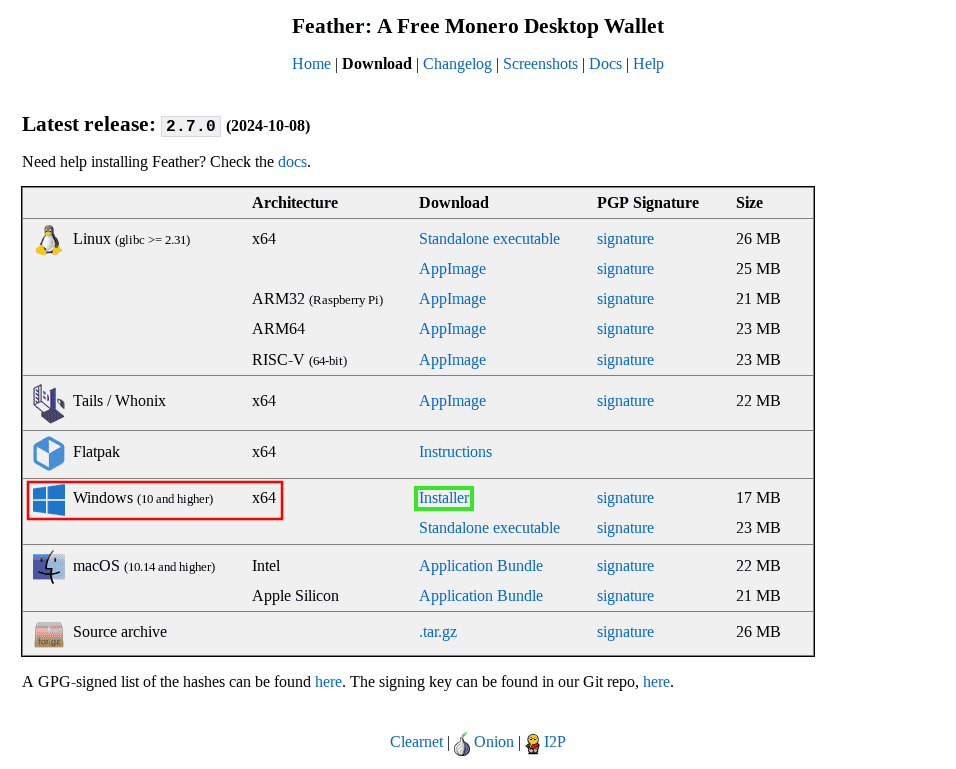 Feather: A Free Monero Desktop Wallet
Home | Download | Changelog | Screenshots | Docs | Help
Latest release: 2.7.0 (2024-10-08)
Need help installing Feather? Check the docs.
Architecture Download PGP Signature Size
Linux (glibc >= 2.31) x64 Standalone executable signature 26 MB
AppImage signature 25 MB
ARM32 (Raspberry Pi) AppImage signature 21 MB
ARM64 AppImage signature 23 MB
RISC-V (64-bit) AppImage signature 23 MB
Tails / Whonix x64 AppImage signature 22 MB
Flatpak x64 Instructions
Windows (10 and higher) x64 Installer signature 17 MB
Standalone executable signature 23 MB
macOS (10.14 and higher) Intel Application Bundle signature 22 MB
Apple Silicon Application Bundle signature 21 MB
tar.gz Source archive .tar.gz signature 26 MB
A GPG-signed list of the hashes can be found here. The signing key can be found in our Git repo, here.
Clearnet | Onion | I2P